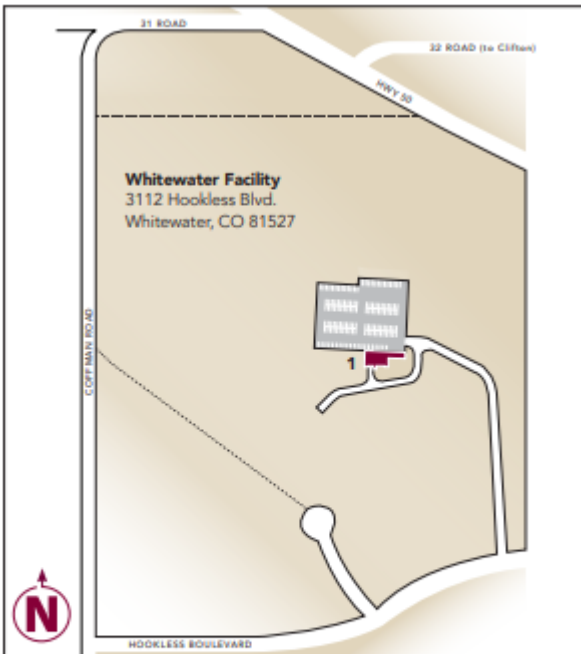 31 ROAD
32 ROAD (to Clifton)
HWY 50
Whitewater Facility
3112 Hookless Blvd.
Whitewater, CO 81527
COFFMAN ROAD
1
N
HOOKLESS BOULEVARD